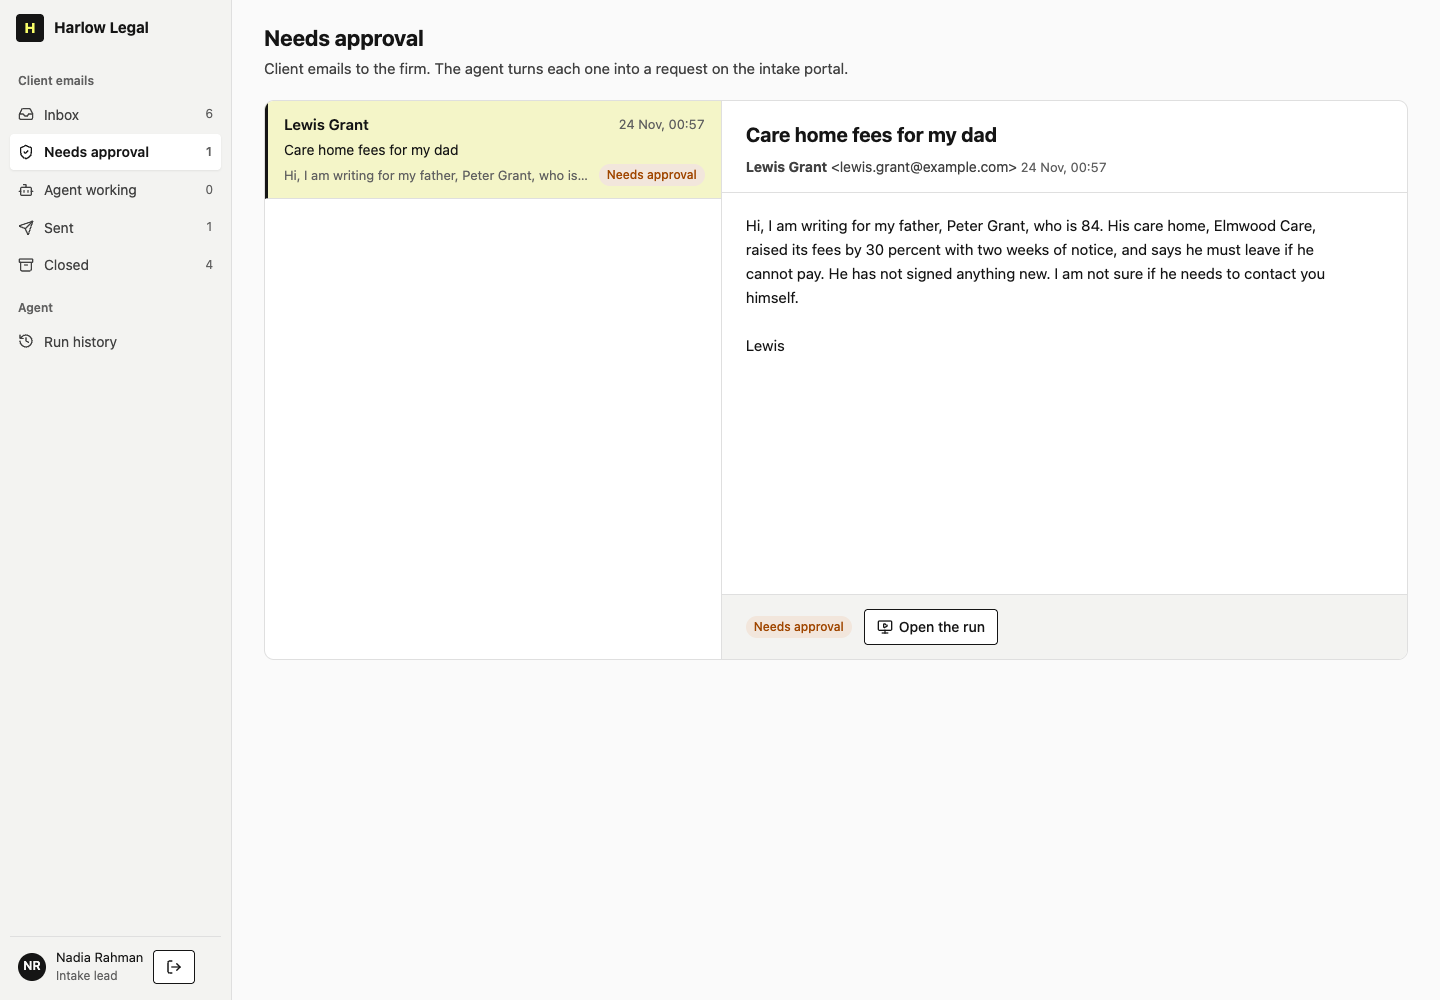 H Harlow Legal
Client emails
Inbox 6
Needs approval 1
Agent working 0
Sent 1
Closed 4
Agent
Run history
NR
Nadia Rahman
Intake lead
Needs approval
Client emails to the firm. The agent turns each one into a request on the intake portal.
Lewis Grant 24 Nov, 00:57
Care home fees for my dad
Hi, I am writing for my father, Peter Grant, who is... Needs approval
Care home fees for my dad
Lewis Grant <lewis.grant@example.com> 24 Nov, 00:57
Hi, I am writing for my father, Peter Grant, who is 84. His care home, Elmwood Care,
raised its fees by 30 percent with two weeks of notice, and says he must leave if he
cannot pay. He has not signed anything new. I am not sure if he needs to contact you
himself.
Lewis
Needs approval Open the run